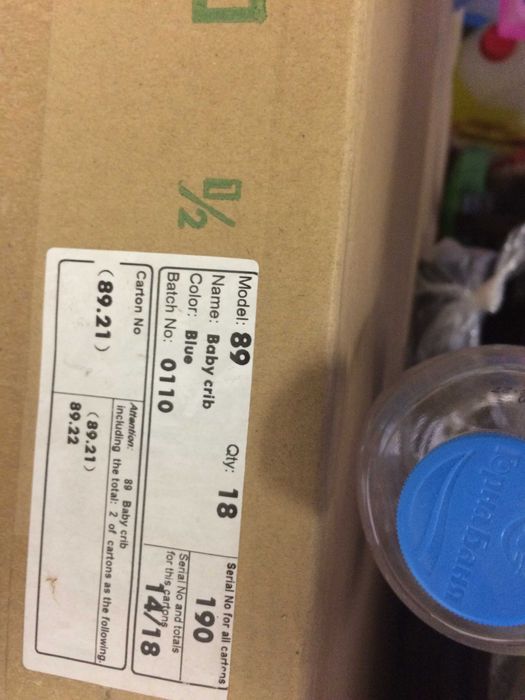 1/2
Model: 89
Qty: 18
Name: Baby crib
Color: Blue
Batch No: 0110
Serial No for all cartons
190
Serial No and totals
for this cartons
14/18
Carton No
(89.21)
Attention: 89 Baby crib
including the total: 2 of cartons as the following.
(89.21)
89.22